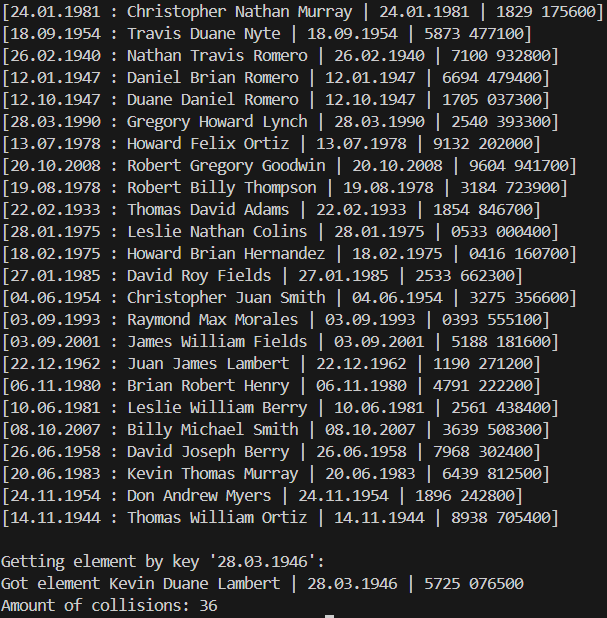 [24.01.1981 : Christopher Nathan Murray | 24.01.1981 | 1829 175600]
[18.09.1954 : Travis Duane Nyte | 18.09.1954 | 5873 477100]
[26.02.1940 : Nathan Travis Romero | 26.02.1940 | 7100 932800]
[12.01.1947 : Daniel Brian Romero | 12.01.1947 | 6694 479400]
[12.10.1947 : Duane Daniel Romero | 12.10.1947 | 1705 037300]
[28.03.1990 : Gregory Howard Lynch | 28.03.1990 | 2540 393300]
[13.07.1978 : Howard Felix Ortiz | 13.07.1978 | 9132 202000]
[20.10.2008 : Robert Gregory Goodwin | 20.10.2008 | 9604 941700]
[19.08.1978 : Robert Billy Thompson | 19.08.1978 | 3184 723900]
[22.02.1933 : Thomas David Adams | 22.02.1933 | 1854 846700]
[28.01.1975 : Leslie Nathan Colins | 28.01.1975 | 0533 000400]
[18.02.1975 : Howard Brian Hernandez | 18.02.1975 | 0416 160700]
[27.01.1985 : David Roy Fields | 27.01.1985 | 2533 662300]
[04.06.1954 : Christopher Juan Smith | 04.06.1954 | 3275 356600]
[03.09.1993 : Raymond Max Morales | 03.09.1993 | 0393 555100]
[03.09.2001 : James William Fields | 03.09.2001 | 5188 181600]
[22.12.1962 : Juan James Lambert | 22.12.1962 | 1190 271200]
[06.11.1980 : Brian Robert Henry | 06.11.1980 | 4791 222200]
[10.06.1981 : Leslie William Berry | 10.06.1981 | 2561 438400]
[08.10.2007 : Billy Michael Smith | 08.10.2007 | 3639 508300]
[26.06.1958 : David Joseph Berry | 26.06.1958 | 7968 302400]
[20.06.1983 : Kevin Thomas Murray | 20.06.1983 | 6439 812500]
[24.11.1954 : Don Andrew Myers | 24.11.1954 | 1896 242800]
[14.11.1944 : Thomas William Ortiz | 14.11.1944 | 8938 705400]
Getting element by key '28.03.1946':
Got element Kevin Duane Lambert | 28.03.1946 | 5725 076500
Amount of collisions: 36